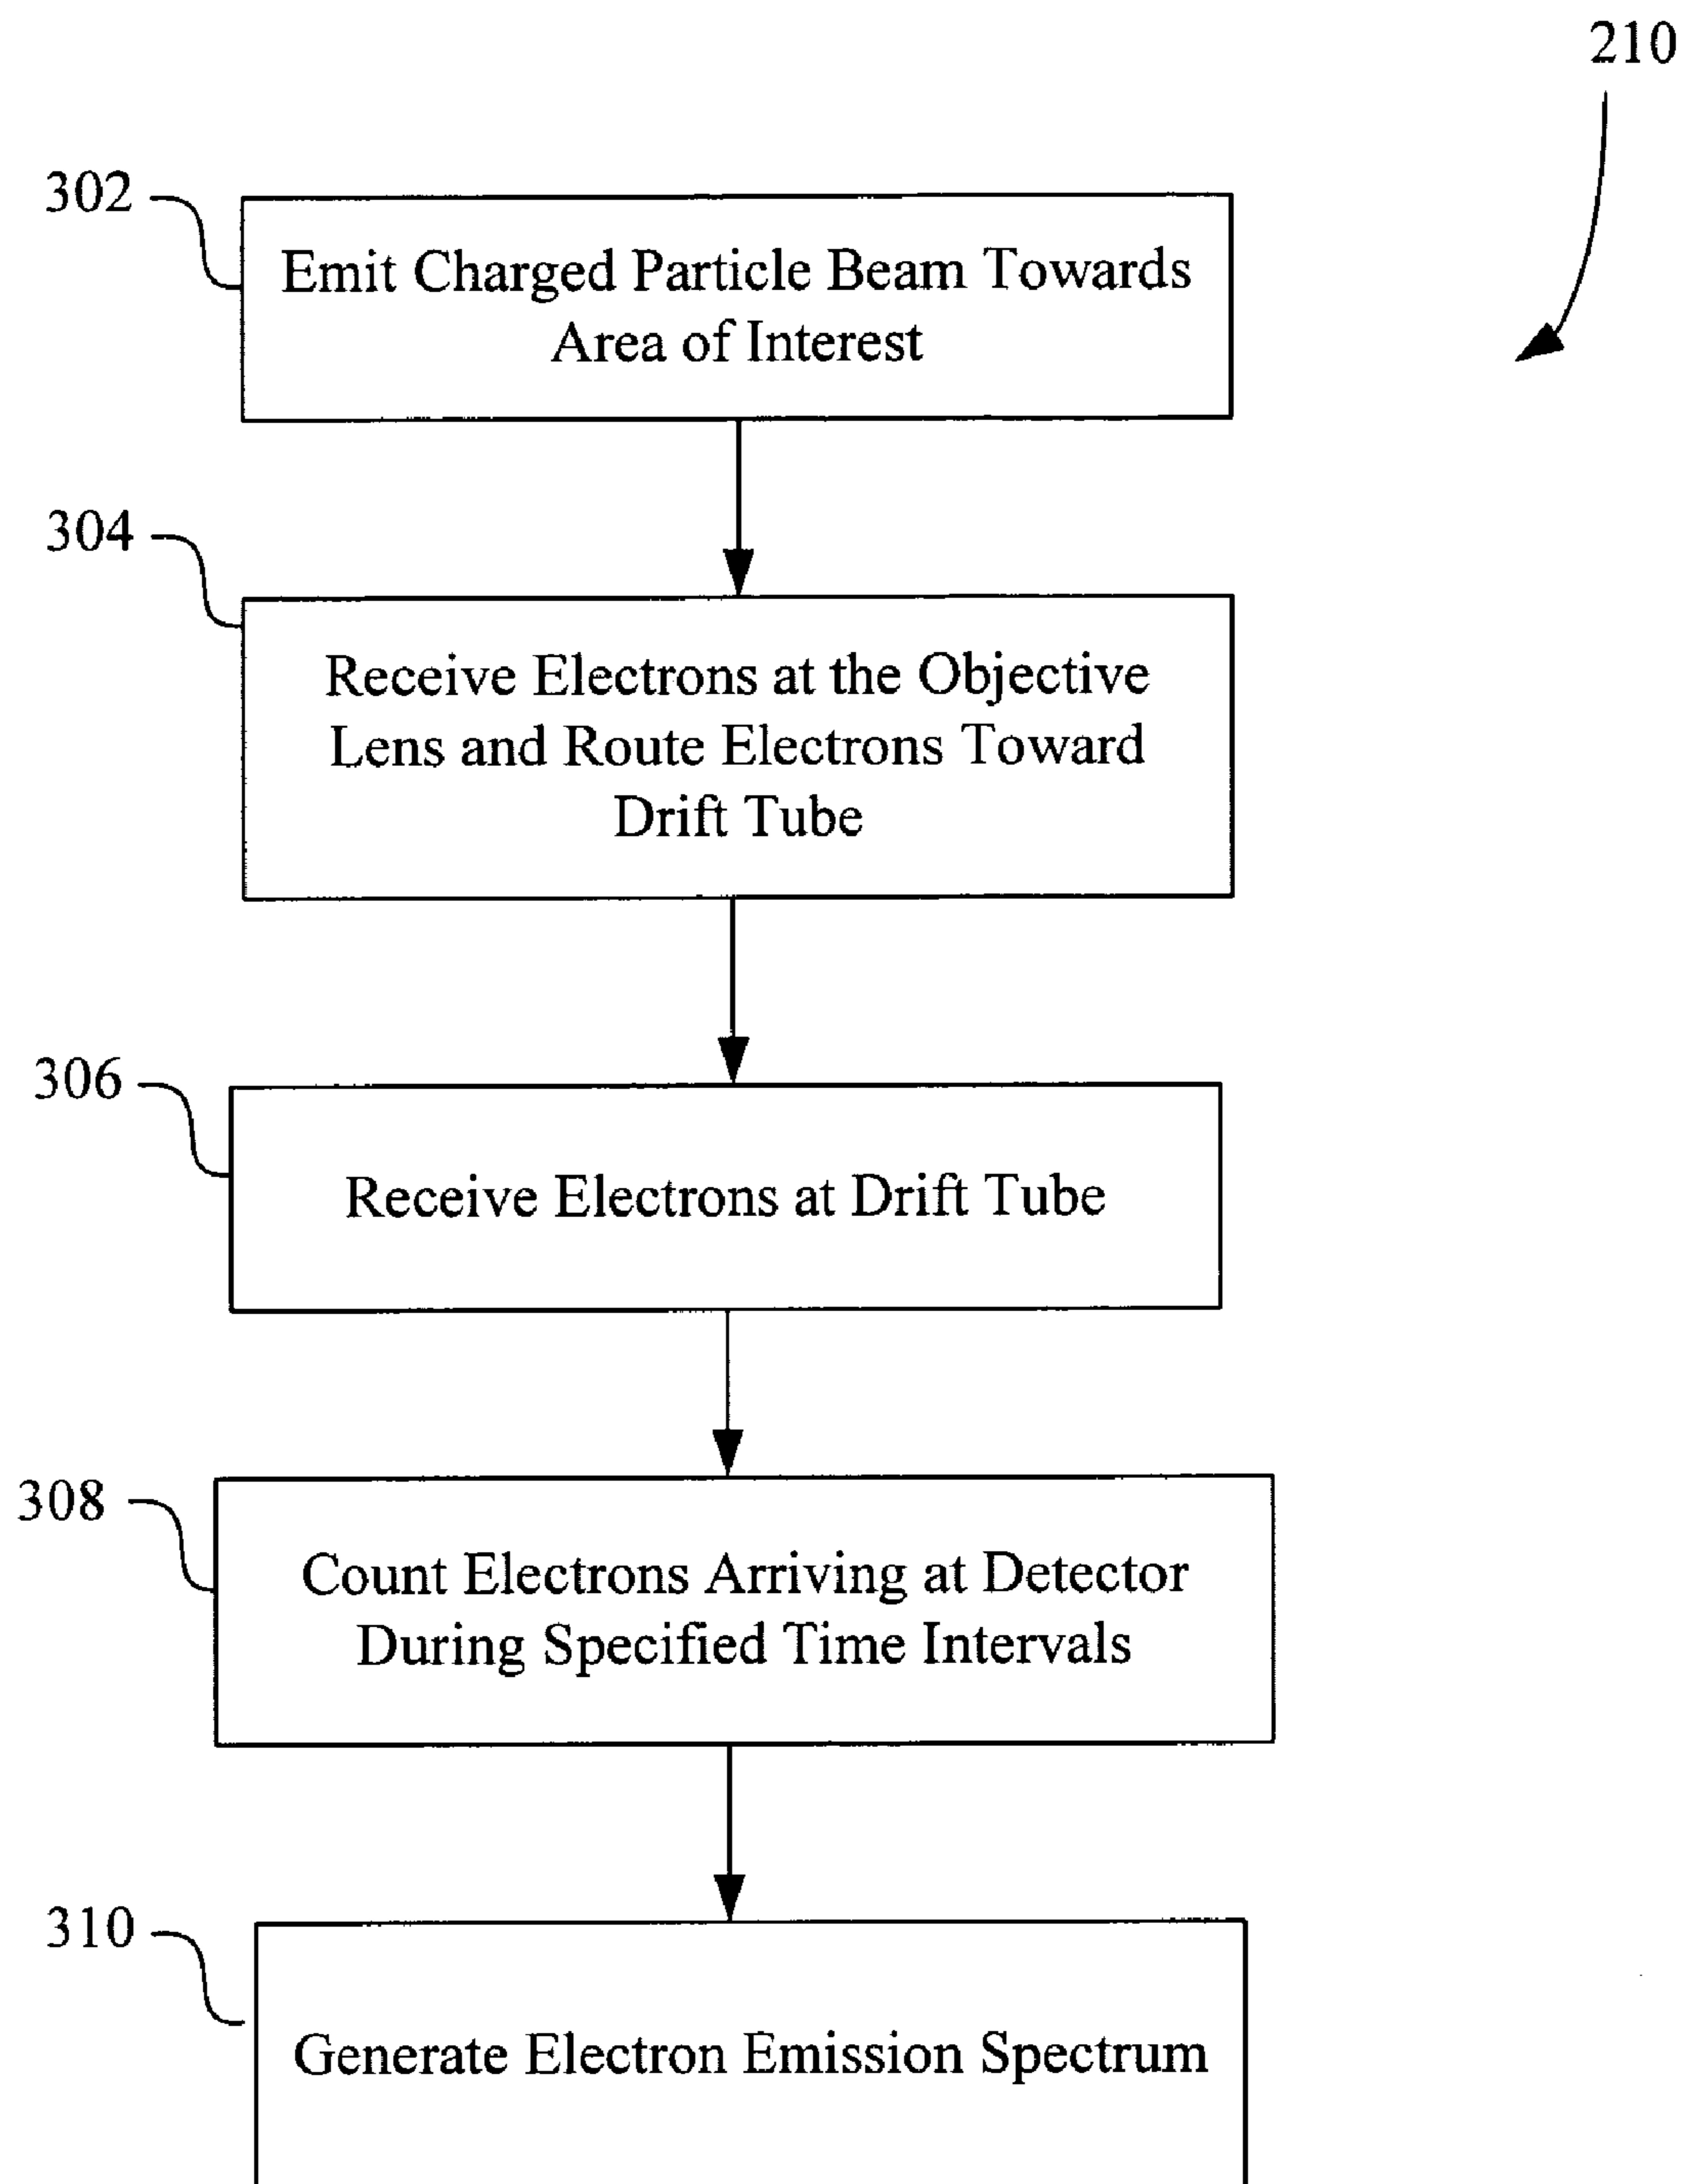 210
302
Emit Charged Particle Beam Towards
Area of Interest
304
Receive Electrons at the Objective
Lens and Route Electrons Toward
Drift Tube
306
Receive Electrons at Drift Tube
308
Count Electrons Arriving at Detector
During Specified Time Intervals
310
Generate Electron Emission Spectrum